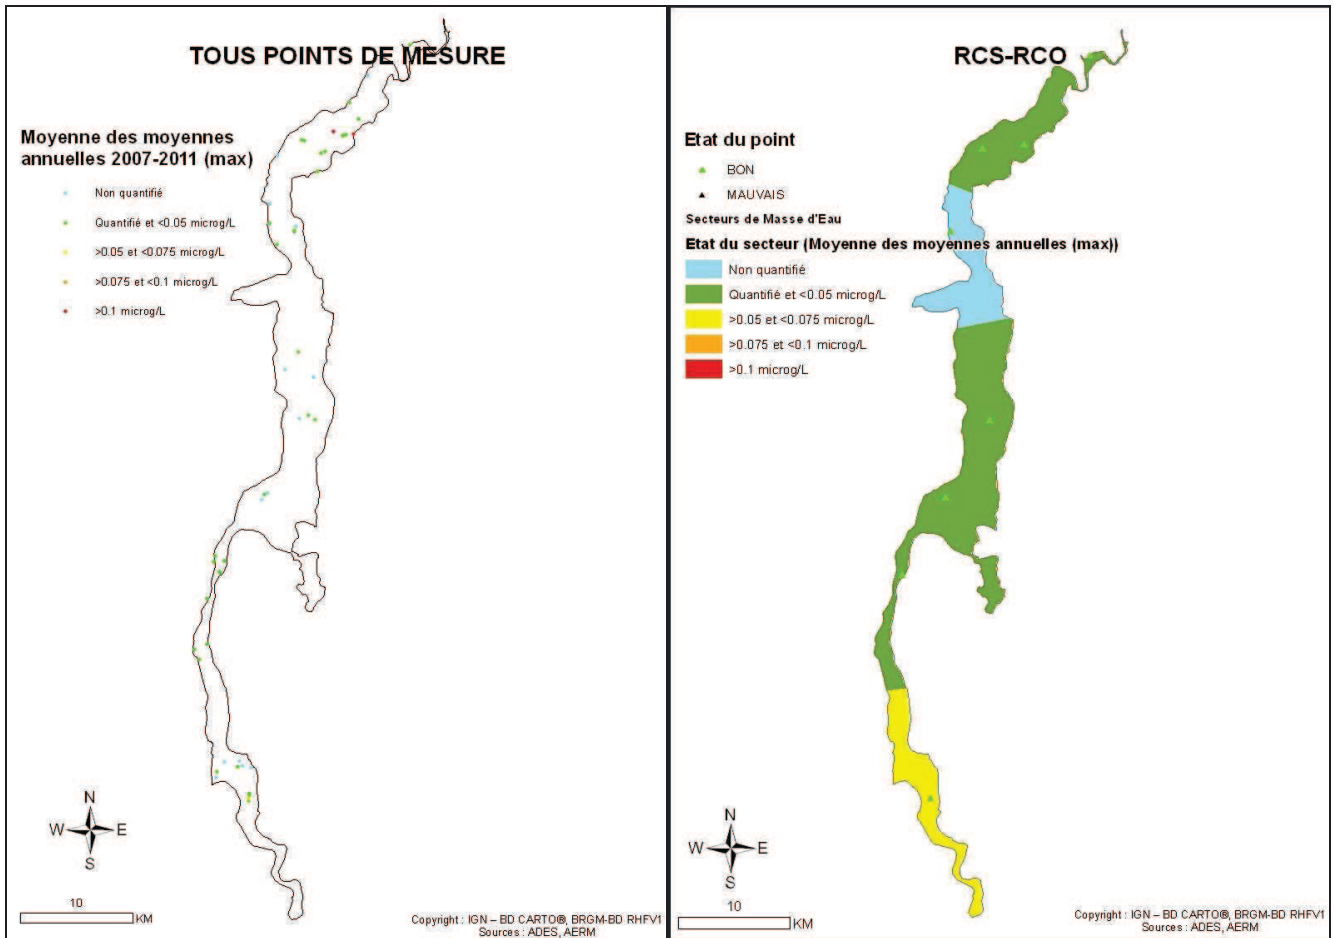 TOUS POINTS DE MESURE
Moyenne des moyennes
annuelles 2007-2011 (max)
Non quantifié
Quantifié et <0.05 microg/L
>0.05 et <0.075 microg/L
>0.075 et <0.1 microg/L
>0.1 microg/L
N
W E
S
10
KM
Copyright : IGN – BD CARTO®, BRGM-BD RHFV1
Sources : ADES, AERM
RCS-RCO
Etat du point
BON
MAUVAIS
Secteurs de Masse d'Eau
Etat du secteur (Moyenne des moyennes annuelles (max))
Non quantifié
Quantifié et <0.05 microg/L
>0.05 et <0.075 microg/L
>0.075 et <0.1 microg/L
>0.1 microg/L
N
W E
S
10
KM
Copyright : IGN – BD CARTO®, BRGM-BD RHFV1
Sources : ADES, AERM